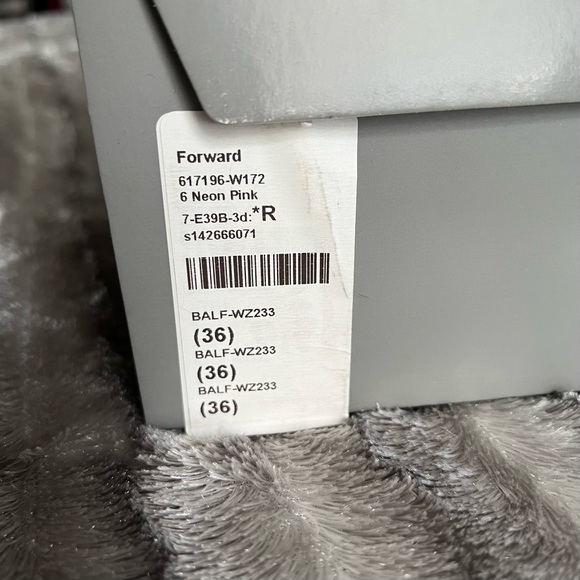 Forward
617196-W172
6 Neon Pink
7-E39B-3d:*R
s142666071
BALF-WZ233
(36)
BALF-WZ233
(36)
BALF-WZ233
(36)